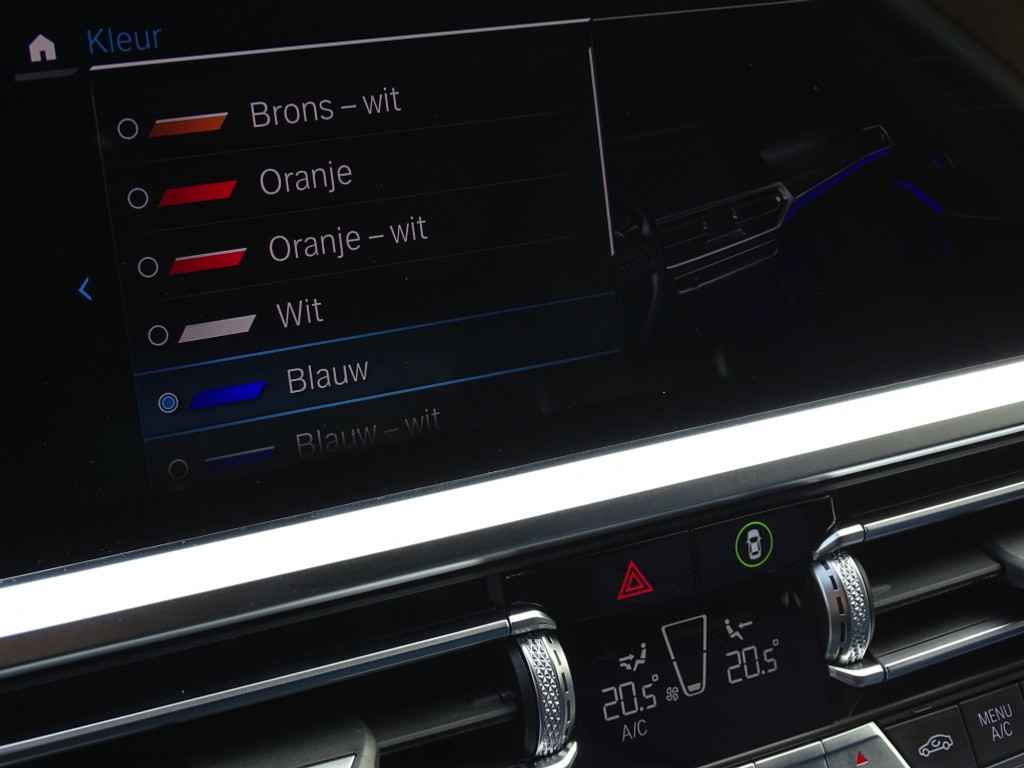 Kleur
Brons – wit
Oranje
Oranje – wit
Wit
Blauw
Blauw – wit
20.5°
20.5°
A/C
MENU
A/C